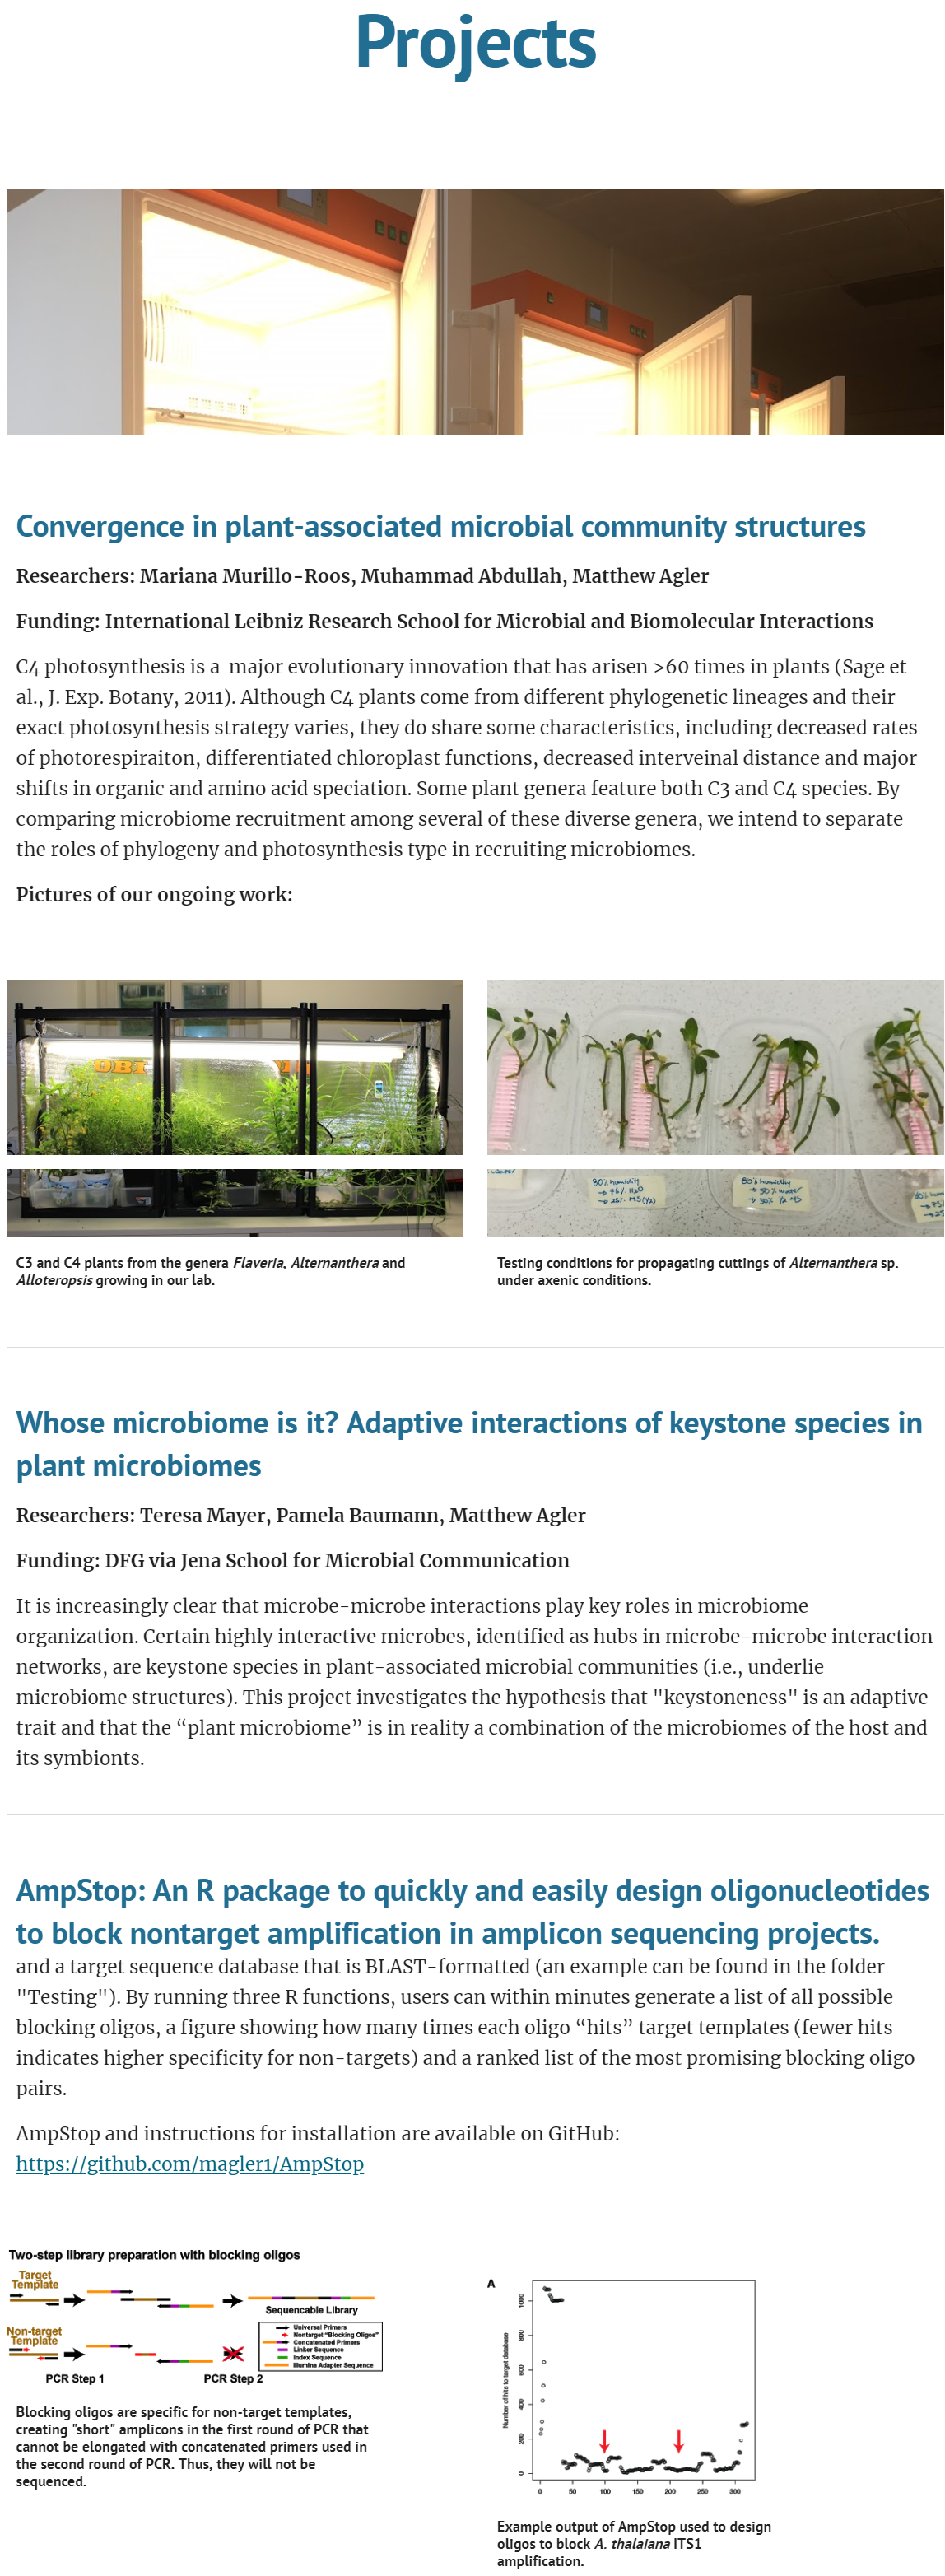 Projects
Convergence in plant-associated microbial community structures
Researchers: Mariana Murillo-Roos, Muhammad Abdullah, Matthew Agler
Funding: International Leibniz Research School for Microbial and Biomolecular Interactions
C4 photosynthesis is a  major evolutionary innovation that has arisen >60 times in plants (Sage et
al., J. Exp. Botany, 2011). Although C4 plants come from different phylogenetic lineages and their
exact photosynthesis strategy varies, they do share some characteristics, including decreased rates
of photorespiraiton, differentiated chloroplast functions, decreased interveinal distance and major
shifts in organic and amino acid speciation. Some plant genera feature both C3 and C4 species. By
comparing microbiome recruitment among several of these diverse genera, we intend to separate
the roles of phylogeny and photosynthesis type in recruiting microbiomes.
Pictures of our ongoing work:
OBI
water
80% humidity
→ 75% H2O
→ 25% MS (1/2)
80% humidity
→ 50% water
→ 50% 1/2 MS
C3 and C4 plants from the genera Flaveria, Alternanthera and
Alloteropsis growing in our lab.
Testing conditions for propagating cuttings of Alternanthera sp.
under axenic conditions.
Whose microbiome is it? Adaptive interactions of keystone species in
plant microbiomes
Researchers: Teresa Mayer, Pamela Baumann, Matthew Agler
Funding: DFG via Jena School for Microbial Communication
It is increasingly clear that microbe-microbe interactions play key roles in microbiome
organization. Certain highly interactive microbes, identified as hubs in microbe-microbe interaction
networks, are keystone species in plant-associated microbial communities (i.e., underlie
microbiome structures). This project investigates the hypothesis that "keystoneness" is an adaptive
trait and that the “plant microbiome” is in reality a combination of the microbiomes of the host and
its symbionts.
AmpStop: An R package to quickly and easily design oligonucleotides
to block nontarget amplification in amplicon sequencing projects.
and a target sequence database that is BLAST-formatted (an example can be found in the folder
"Testing"). By running three R functions, users can within minutes generate a list of all possible
blocking oligos, a figure showing how many times each oligo “hits” target templates (fewer hits
indicates higher specificity for non-targets) and a ranked list of the most promising blocking oligo
pairs.
AmpStop and instructions for installation are available on GitHub:
https://github.com/magler1/AmpStop
Two-step library preparation with blocking oligos
Target
Template
Sequencable Library
Non-target
Template
Universal Primers
Nontarget "Blocking Oligos"
Concatenated Primers
Linker Sequence
Index Sequence
Illumina Adapter Sequence
PCR Step 1
PCR Step 2
Blocking oligos are specific for non-target templates,
creating "short" amplicons in the first round of PCR that
cannot be elongated with concatenated primers used in
the second round of PCR. Thus, they will not be
sequenced.
A
Number of hits to target database
1000
800
600
400
200
0
0 50 100 150 200 250 300
Example output of AmpStop used to design
oligos to block A. thalaiana ITS1
amplification.